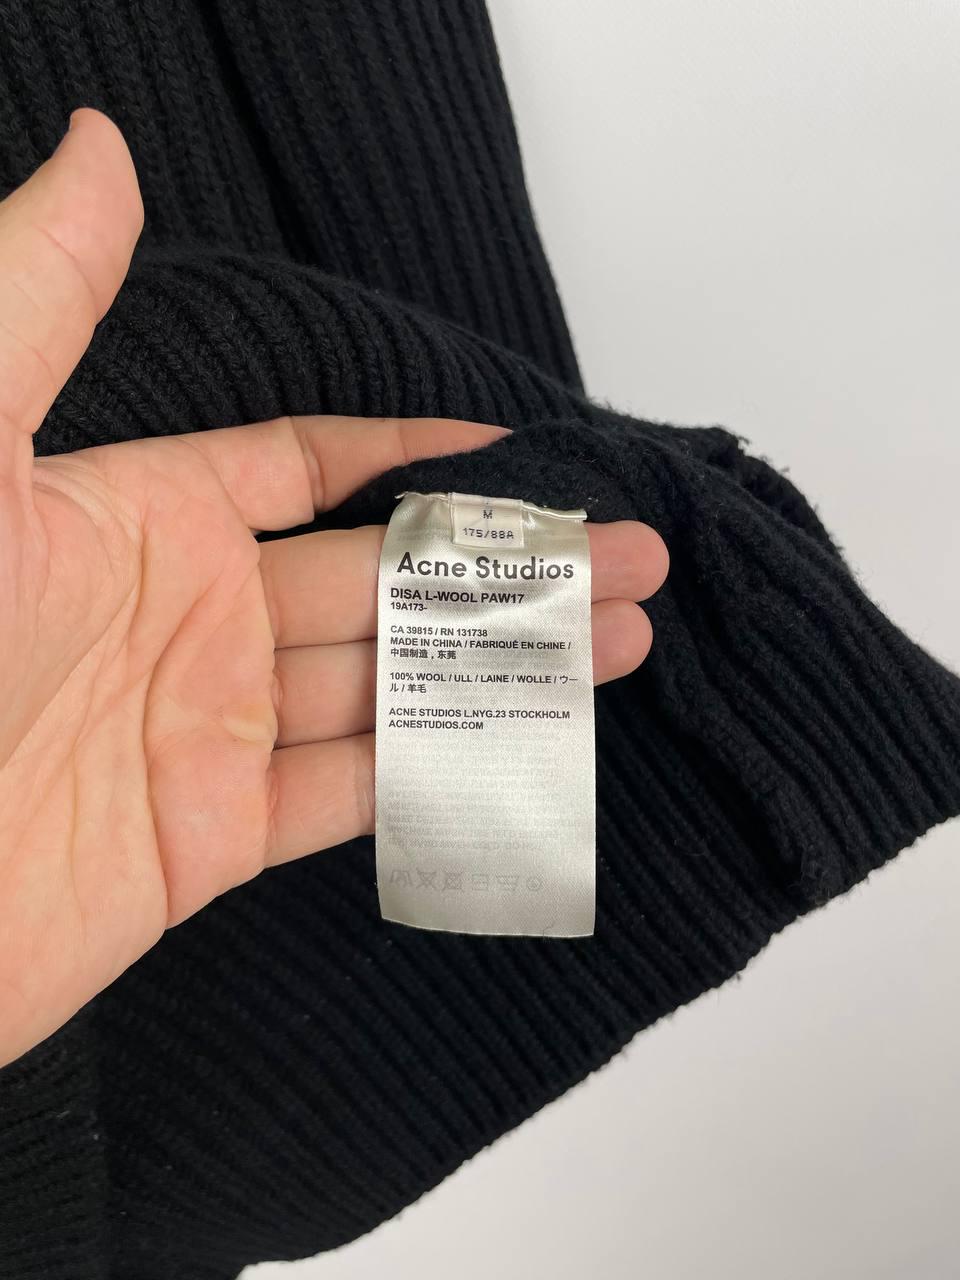 M
175/88A
Acne Studios
DISA L-WOOL PAW17
19A173-
CA 39815 / RN 131738
MADE IN CHINA / FABRIQUÉ EN CHINE /
中国制造，东莞
100% WOOL / ULL / LAINE / WOLLE / ウー
ル / 羊毛
ACNE STUDIOS L.NYG.23 STOCKHOLM
ACNESTUDIOS.COM